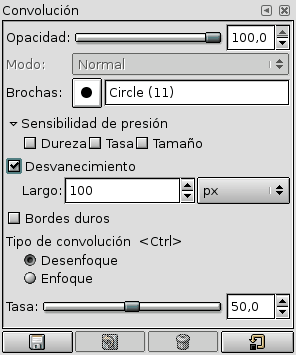 Convolución
Opacidad: 100,0
Modo: Normal
Brochas: Circle (11)
Sensibilidad de presión
Dureza Tasa Tamaño
Desvanecimiento
Largo: 100 px
Bordes duros
Tipo de convolución <Ctrl>
Desenfoque
Enfoque
Tasa: 50,0